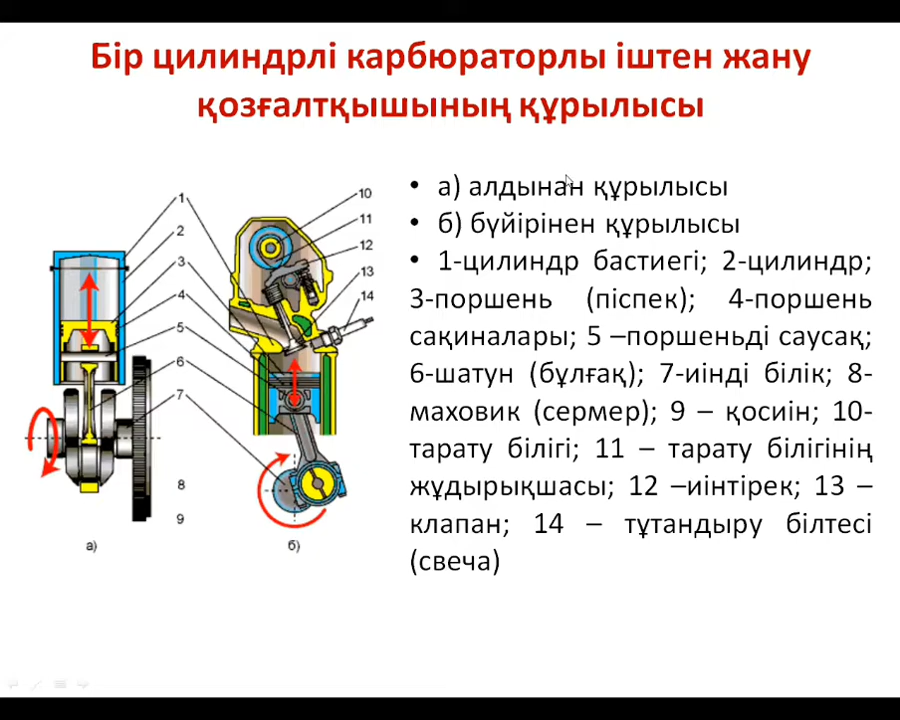 Бір цилиндрлі карбюраторлы іштен жану
қозғалтқышының құрылысы
1
2
3
4
5
6
7
8
9
а)
10
11
12
13
14
б)
• а) алдынан құрылысы
• б) бүйірінен құрылысы
• 1-цилиндр бастиегі; 2-цилиндр;
3-поршень (піспек); 4-поршень
сақиналары; 5 –поршеньді саусақ;
6-шатун (бұлғақ); 7-иінді білік; 8-
маховик (сермер); 9 – қосиін; 10-
тарату білігі; 11 – тарату білігінің
жұдырықшасы; 12 –иінтірек; 13 –
клапан; 14 – тұтандыру білтесі
(свеча)